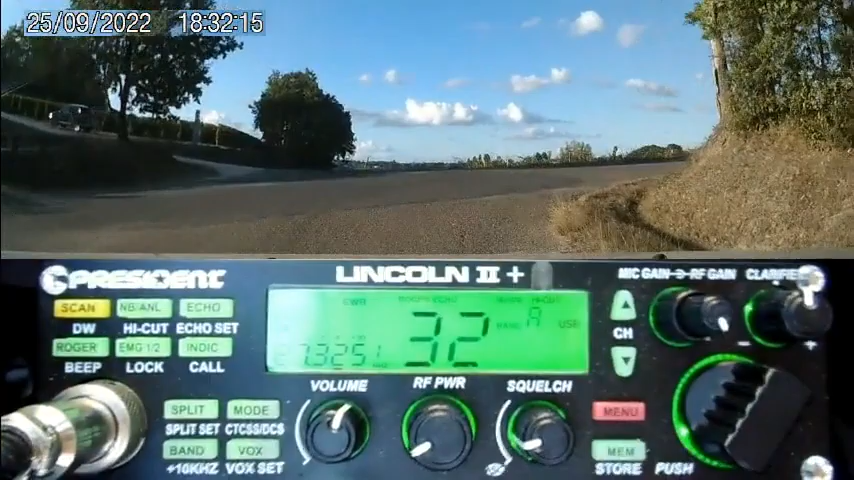 25/09/2022 18:32:15
PRESIDENT
LINCOLN II +
MIC GAIN RF GAIN
CLARIFIER
SCAN NB/ANL ECHO
DW HI-CUT ECHO SET
ROGER EMG 1/2 INDIC
BEEP LOCK CALL
32
BAND A USB
27.3251
CH
VOLUME RF PWR SQUELCH
SPLIT MODE
SPLIT SET CTCSS/DCS
BAND VOX
+10KHZ VOX SET
MENU
MEM
STORE
PUSH